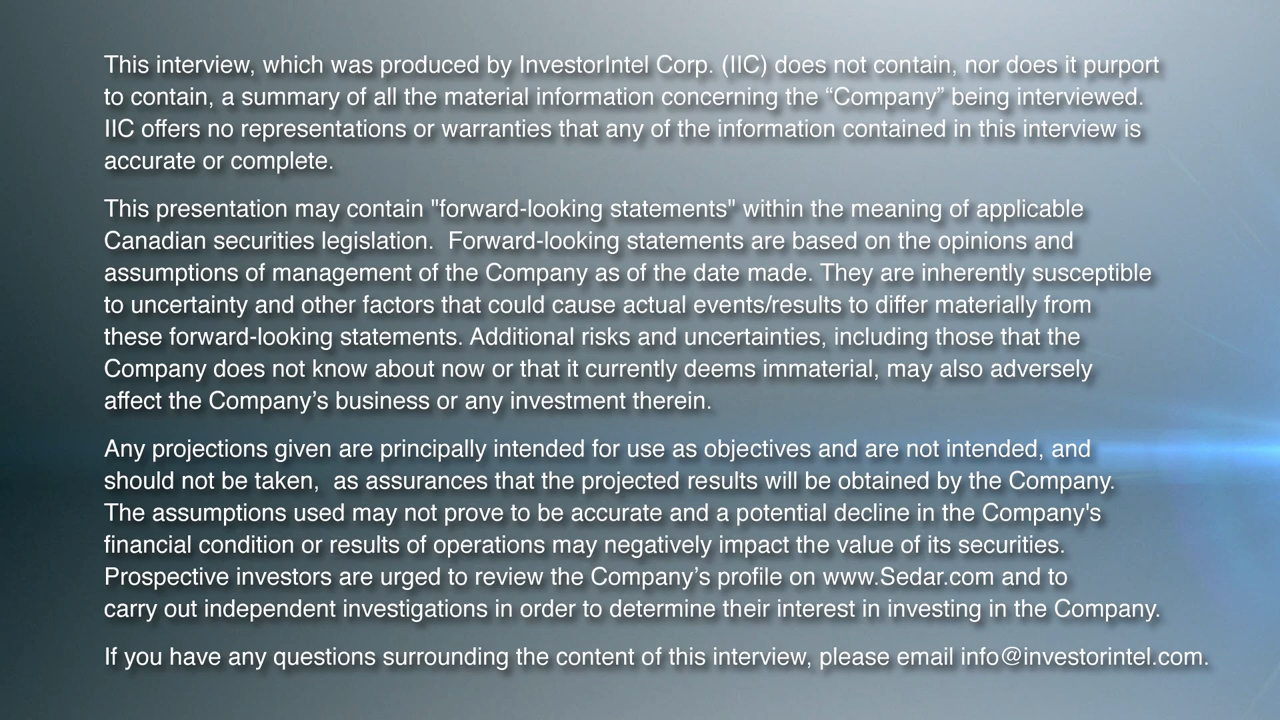 This interview, which was produced by InvestorIntel Corp. (IIC) does not contain, nor does it purport
to contain, a summary of all the material information concerning the “Company” being interviewed.
IIC offers no representations or warranties that any of the information contained in this interview is
accurate or complete.
This presentation may contain "forward-looking statements" within the meaning of applicable
Canadian securities legislation.  Forward-looking statements are based on the opinions and
assumptions of management of the Company as of the date made. They are inherently susceptible
to uncertainty and other factors that could cause actual events/results to differ materially from
these forward-looking statements. Additional risks and uncertainties, including those that the
Company does not know about now or that it currently deems immaterial, may also adversely
affect the Company’s business or any investment therein.
Any projections given are principally intended for use as objectives and are not intended, and
should not be taken,  as assurances that the projected results will be obtained by the Company.
The assumptions used may not prove to be accurate and a potential decline in the Company's
financial condition or results of operations may negatively impact the value of its securities.
Prospective investors are urged to review the Company’s profile on www.Sedar.com and to
carry out independent investigations in order to determine their interest in investing in the Company.
If you have any questions surrounding the content of this interview, please email info@investorintel.com.